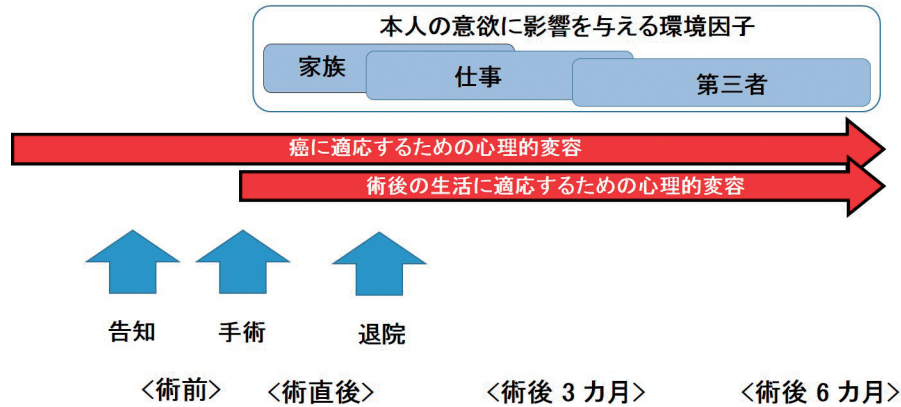 本人の意欲に影響を与える環境因子
家族
仕事
第三者
癌に適応するための心理的変容
術後の生活に適応するための心理的変容
告知
手術
退院
<術前>
<術直後>
<術後 3 カ月>
<術後 6 カ月>